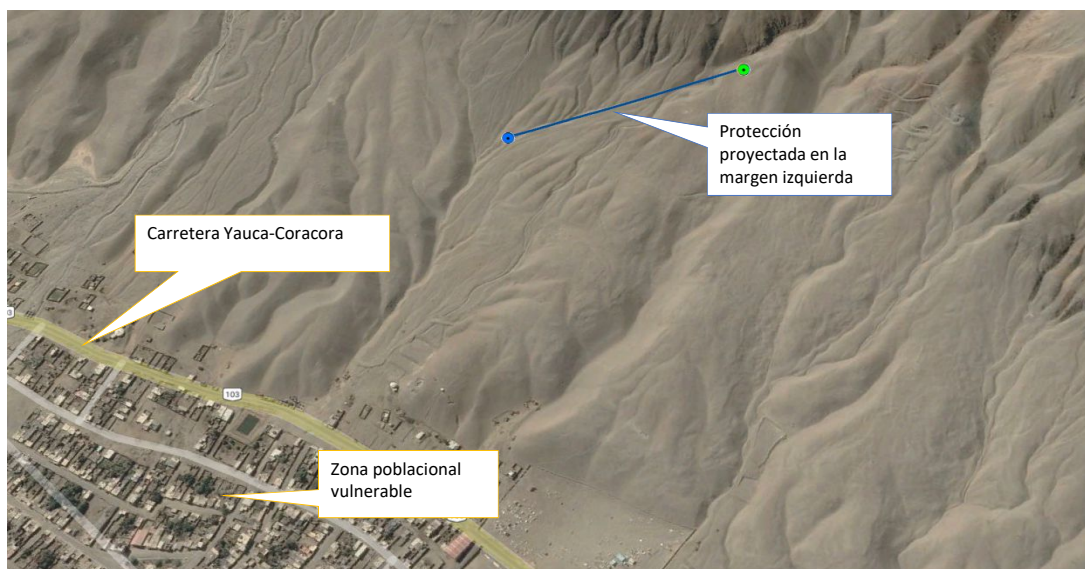 Protección
proyectada en la
margen izquierda
Carretera Yauca-Coracora
103
Zona poblacional
vulnerable